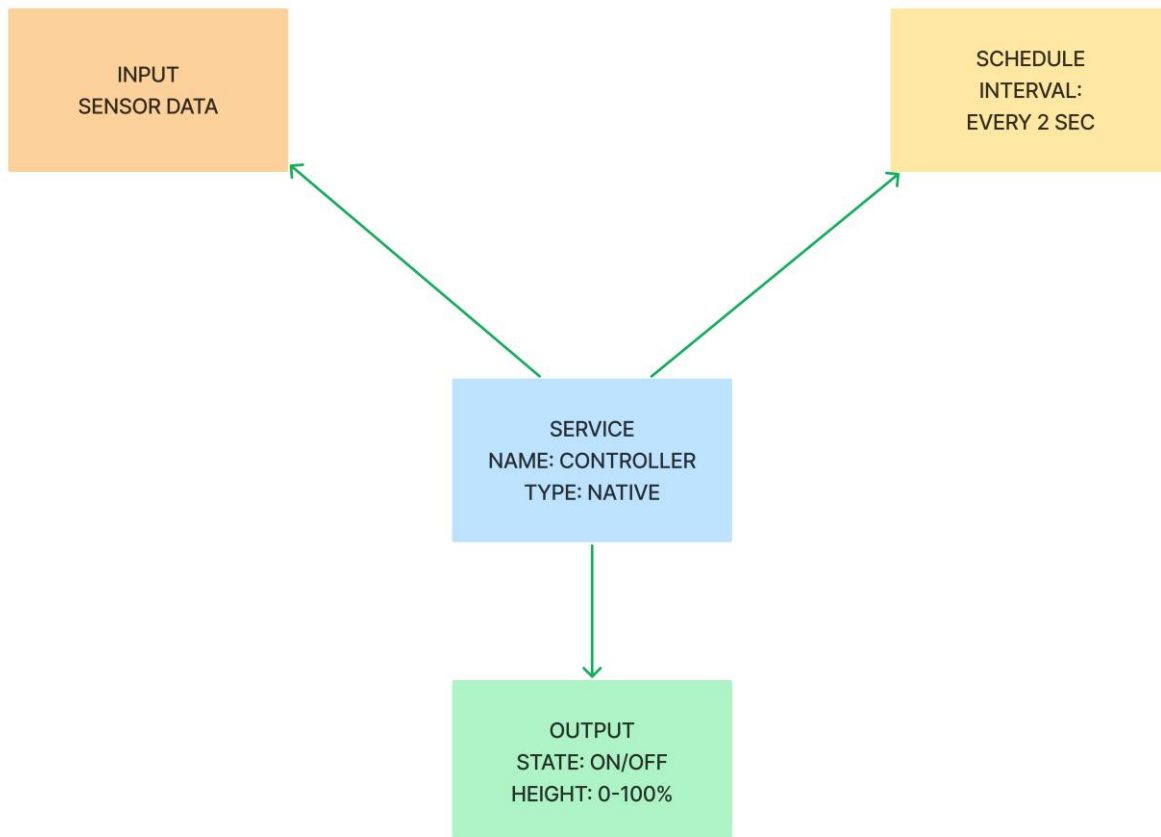 INPUT
SENSOR DATA
SCHEDULE
INTERVAL:
EVERY 2 SEC
SERVICE
NAME: CONTROLLER
TYPE: NATIVE
OUTPUT
STATE: ON/OFF
HEIGHT: 0-100%